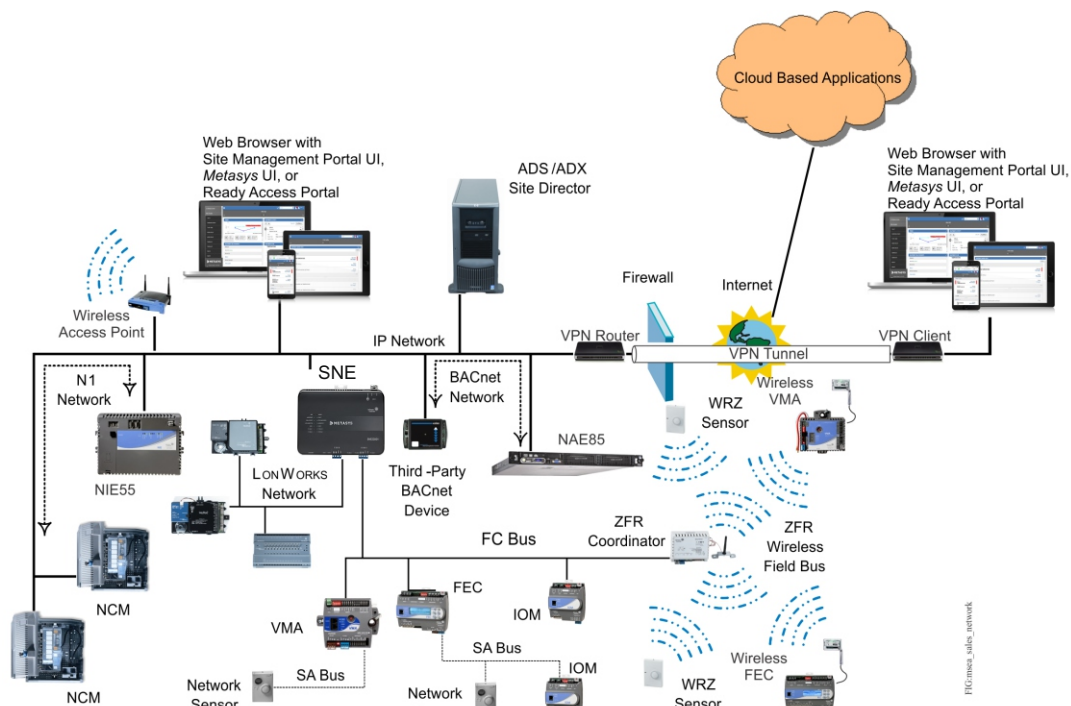 Cloud Based Applications
Web Browser with
Site Management Portal UI,
Metasys UI, or
Ready Access Portal
ADS /ADX
Site Director
Web Browser with
Site Management Portal UI,
Metasys UI, or
Ready Access Portal
Firewall
Internet
Wireless
Access Point
IP Network
VPN Router
VPN Tunnel
VPN Client
N1
Network
SNE
BACnet
Network
Wireless
VMA
WRZ
Sensor
METASYS
NAE85
NIE55
LONWORKS
Network
Third -Party
BACnet
Device
ZFR
Coordinator
ZFR
Wireless
Field Bus
FC Bus
FEC
NCM
VMA
IOM
SA Bus
SA Bus
IOM
Wireless
FEC
NCM
Network
Sensor
Network
WRZ
Sensor
FIG:msea_sales_network